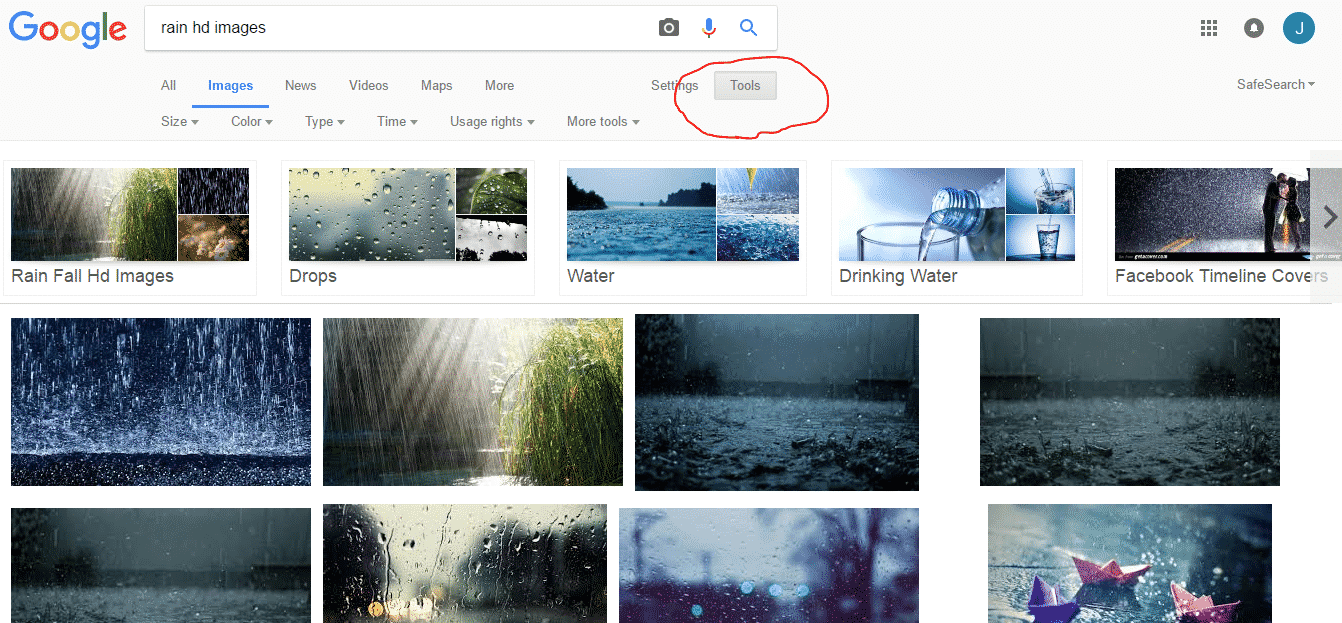 Google
rain hd images
J
All Images News Videos Maps More Settings Tools SafeSearch
Size Color Type Time Usage rights More tools
Rain Fall Hd Images
Drops
Water
Drinking Water
Facebook Timeline Covers